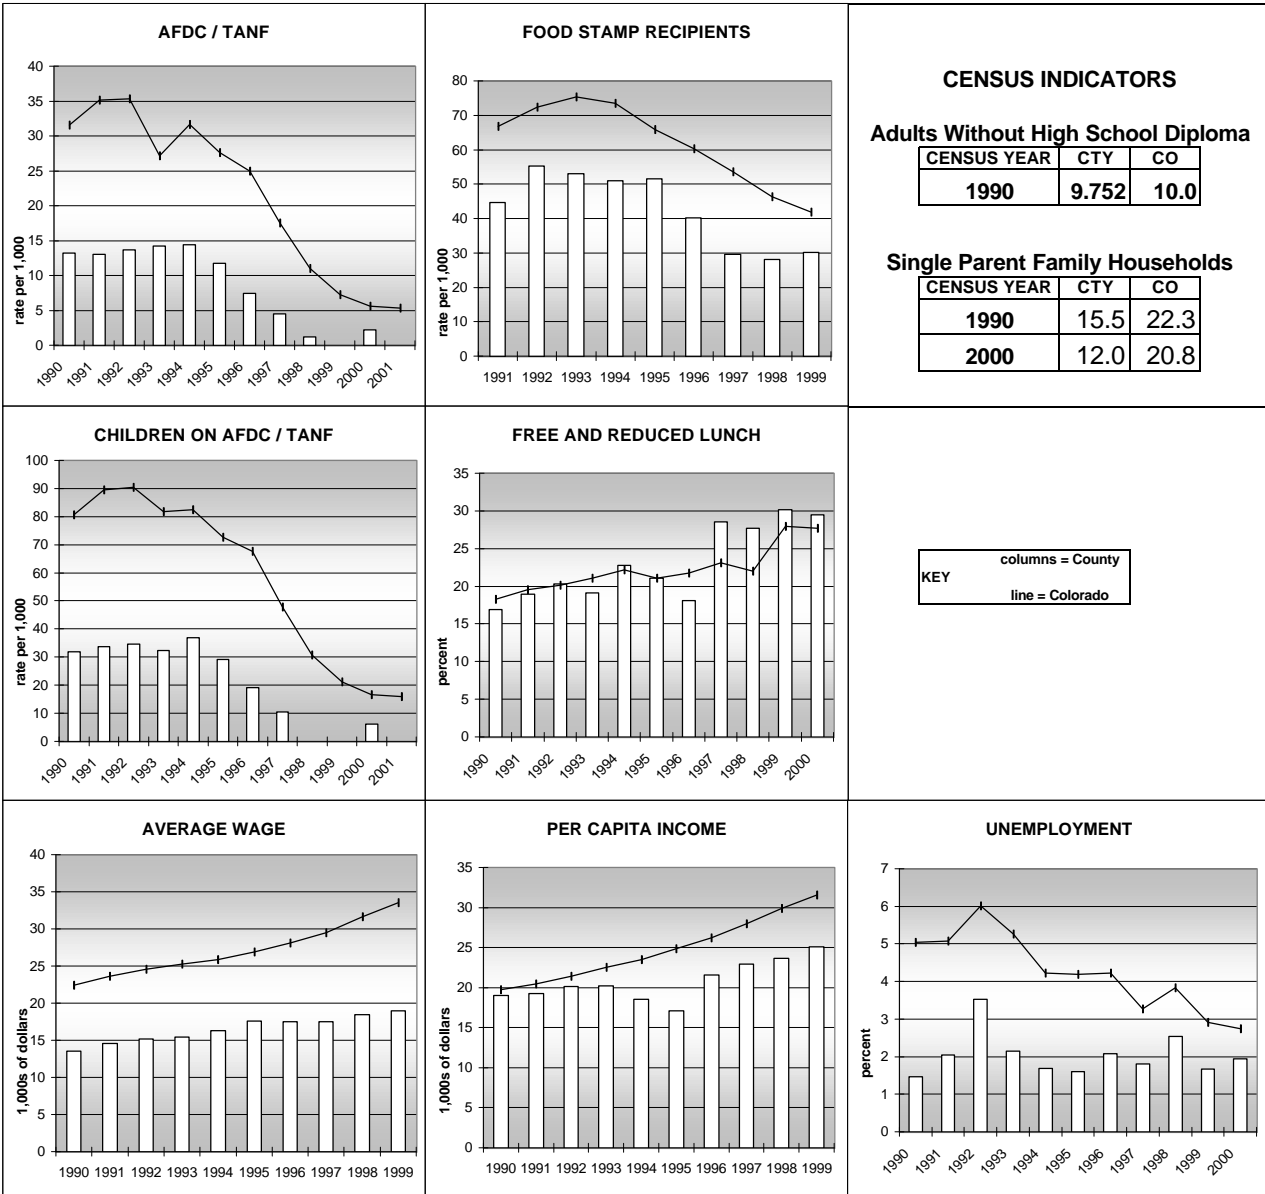 AFDC / TANF
40
35
30
25
20
15
10
5
0
rate per 1,000
1990 1991 1992 1993 1994 1995 1996 1997 1998 1999 2000 2001
FOOD STAMP RECIPIENTS
80
70
60
50
40
30
20
10
0
rate per 1,000
1991 1992 1993 1994 1995 1996 1997 1998 1999
CENSUS INDICATORS
Adults Without High School Diploma
CENSUS YEAR CTY CO
1990 9.752 10.0
Single Parent Family Households
CENSUS YEAR CTY CO
1990 15.5 22.3
2000 12.0 20.8
CHILDREN ON AFDC / TANF
100
90
80
70
60
50
40
30
20
10
0
rate per 1,000
1990 1991 1992 1993 1994 1995 1996 1997 1998 1999 2000 2001
FREE AND REDUCED LUNCH
35
30
25
20
15
10
5
0
percent
1990 1991 1992 1993 1994 1995 1996 1997 1998 1999 2000
columns = County
KEY
line = Colorado
AVERAGE WAGE
40
35
30
25
20
15
10
5
0
1,000s of dollars
1990 1991 1992 1993 1994 1995 1996 1997 1998 1999
PER CAPITA INCOME
35
30
25
20
15
10
5
0
1,000s of dollars
1990 1991 1992 1993 1994 1995 1996 1997 1998 1999
UNEMPLOYMENT
7
6
5
4
3
2
1
0
percent
1990 1991 1992 1993 1994 1995 1996 1997 1998 1999 2000